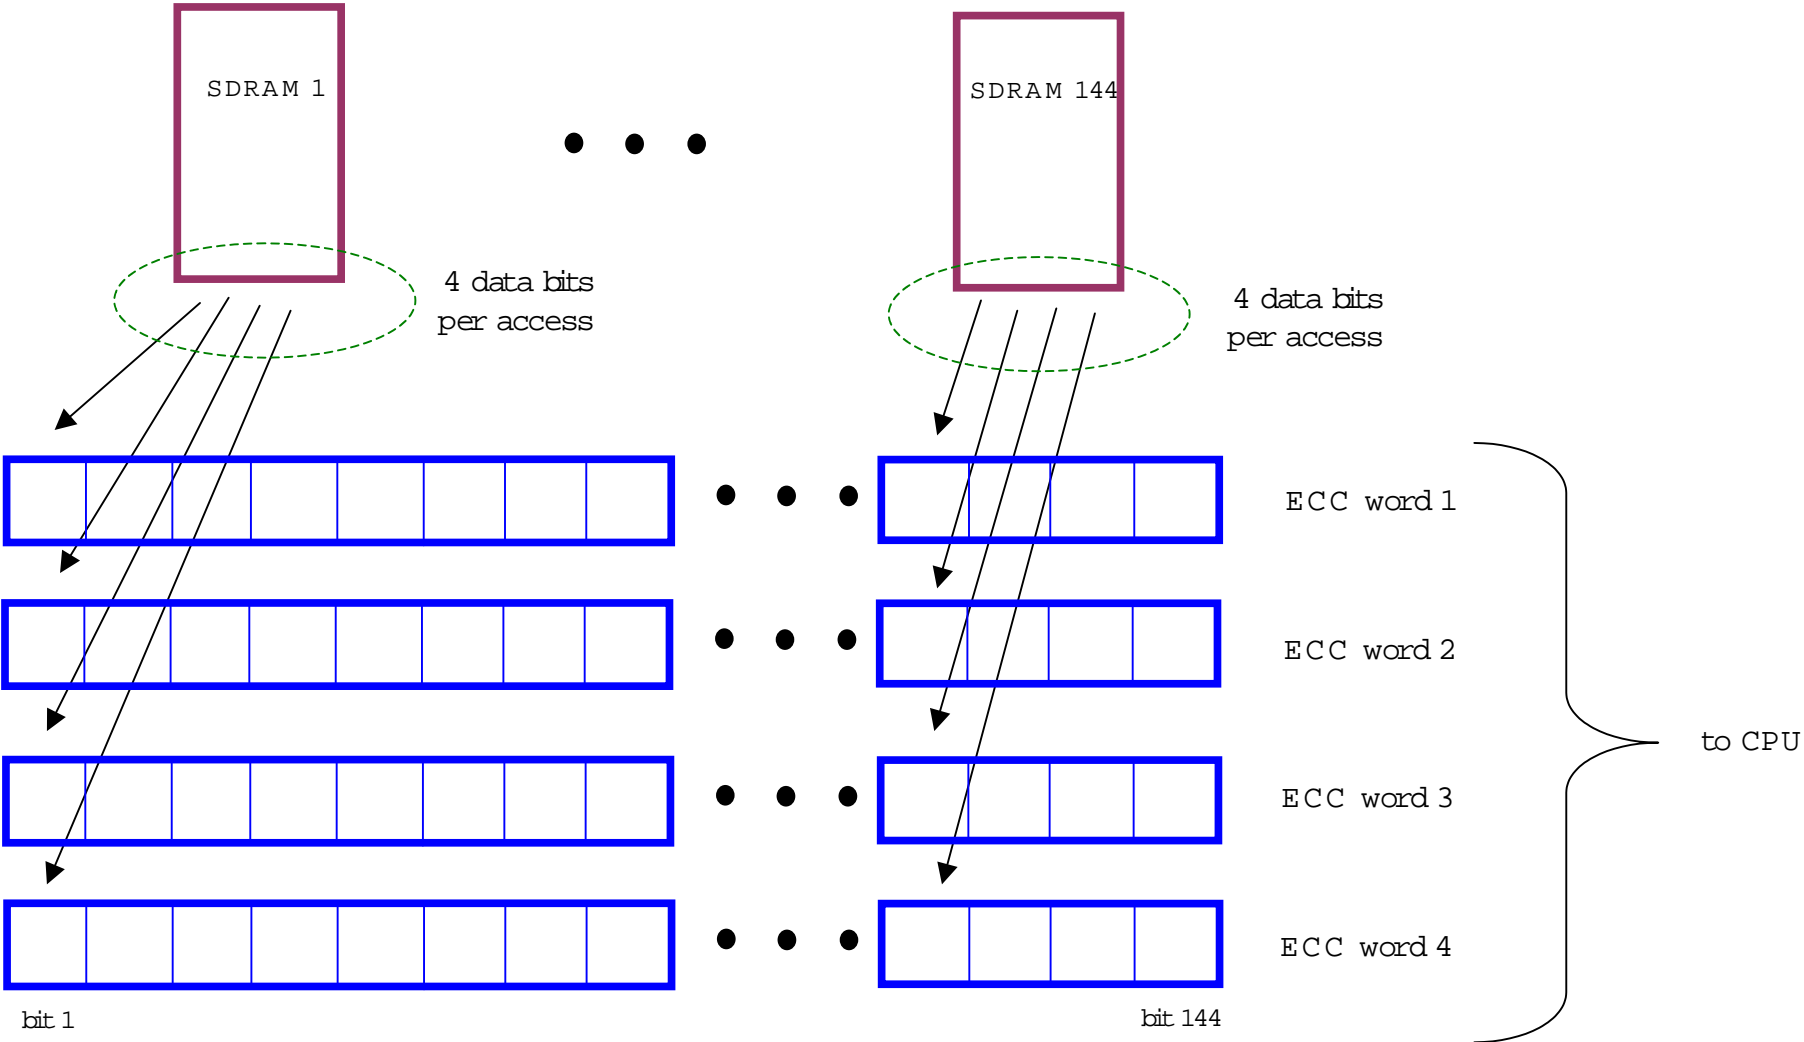 SDRAM 1
SDRAM 144
4 data bits
per access
4 data bits
per access
ECC word 1
ECC word 2
to CPU
ECC word 3
ECC word 4
bit 1
bit 144